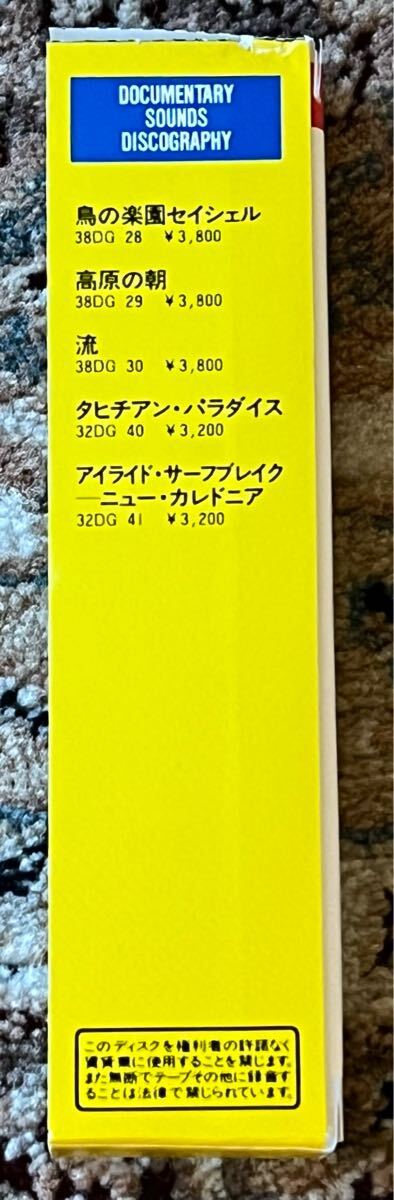 DOCUMENTARY
SOUNDS
DISCOGRAPHY
鳥の楽園セイシェル
38DG 28 ¥3,800
高原の朝
38DG 29 ¥3,800
流
38DG 30 ¥3,800
タヒチアン・パラダイス
32DG 40 ¥3,200
アイライド・サーフブレイク
─ニュー・カレドニア
32DG 41 ¥3,200
このディスクを権利者の許諾なく
賃貸業に使用することを禁じます。
また無断でテープその他に録音す
ることは法律で禁じられています。